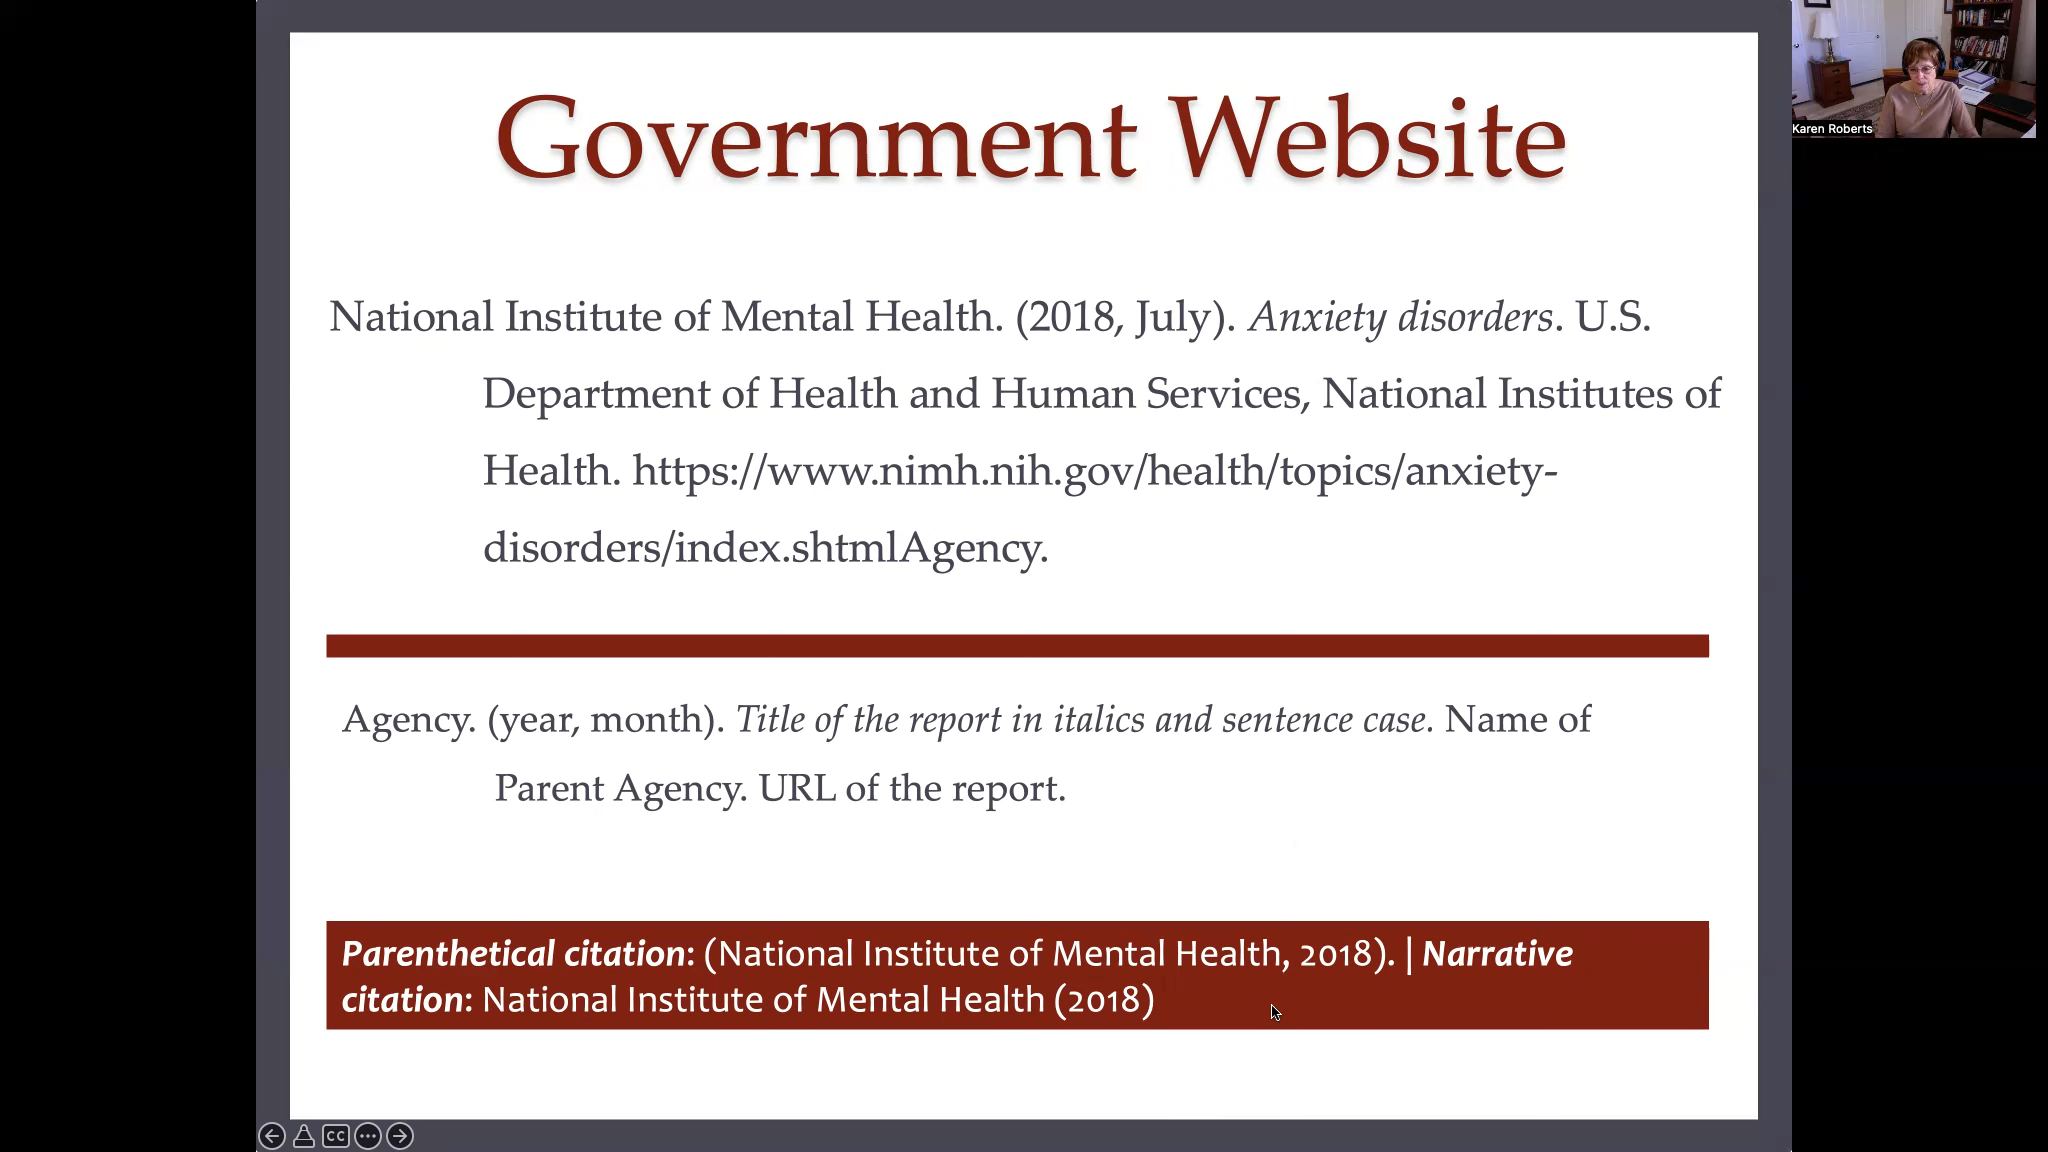 Government Website
Karen Roberts
National Institute of Mental Health. (2018, July). Anxiety disorders. U.S.
Department of Health and Human Services, National Institutes of
Health. https://www.nimh.nih.gov/health/topics/anxiety-
disorders/index.shtmlAgency.
Agency. (year, month). Title of the report in italics and sentence case. Name of
Parent Agency. URL of the report.
Parenthetical citation: (National Institute of Mental Health, 2018). | Narrative
citation: National Institute of Mental Health (2018)
CC